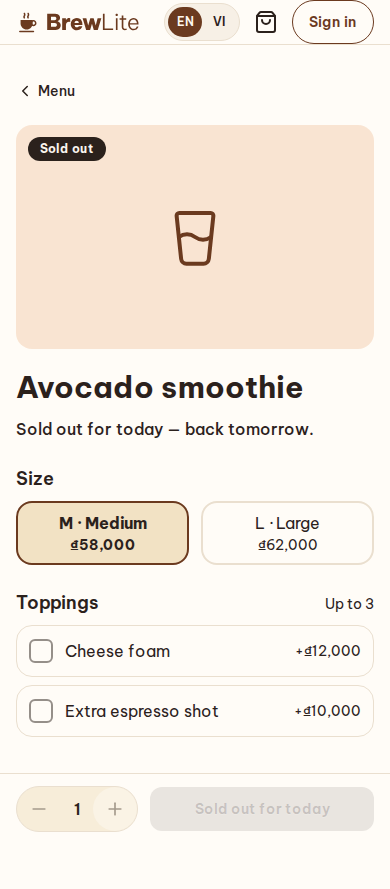 BrewLite
EN VI
Sign in
Menu
Sold out
Avocado smoothie
Sold out for today — back tomorrow.
Size
M · Medium
₫58,000
L · Large
₫62,000
Toppings
Up to 3
Cheese foam
+₫12,000
Extra espresso shot
+₫10,000
1
Sold out for today